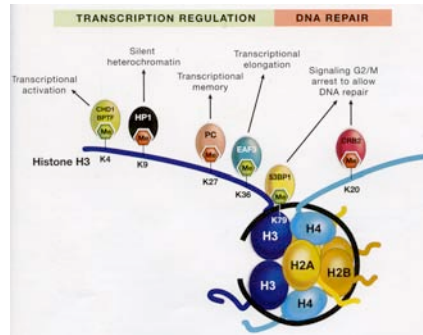 TRANSCRIPTION REGULATION
DNA REPAIR
Transcriptional
activation
Silent
heterochromatin
Transcriptional
memory
Transcriptional
elongation
Signaling G2/M
arrest to allow
DNA repair
CHD1
BPTF
Me
HP1
Me
PC
Me
EAF3
Me
53BP1
Me
CRB2
Me
Histone H3
K4
K9
K27
K36
K79
K20
H3
H4
H2A
H2B
H3
H4